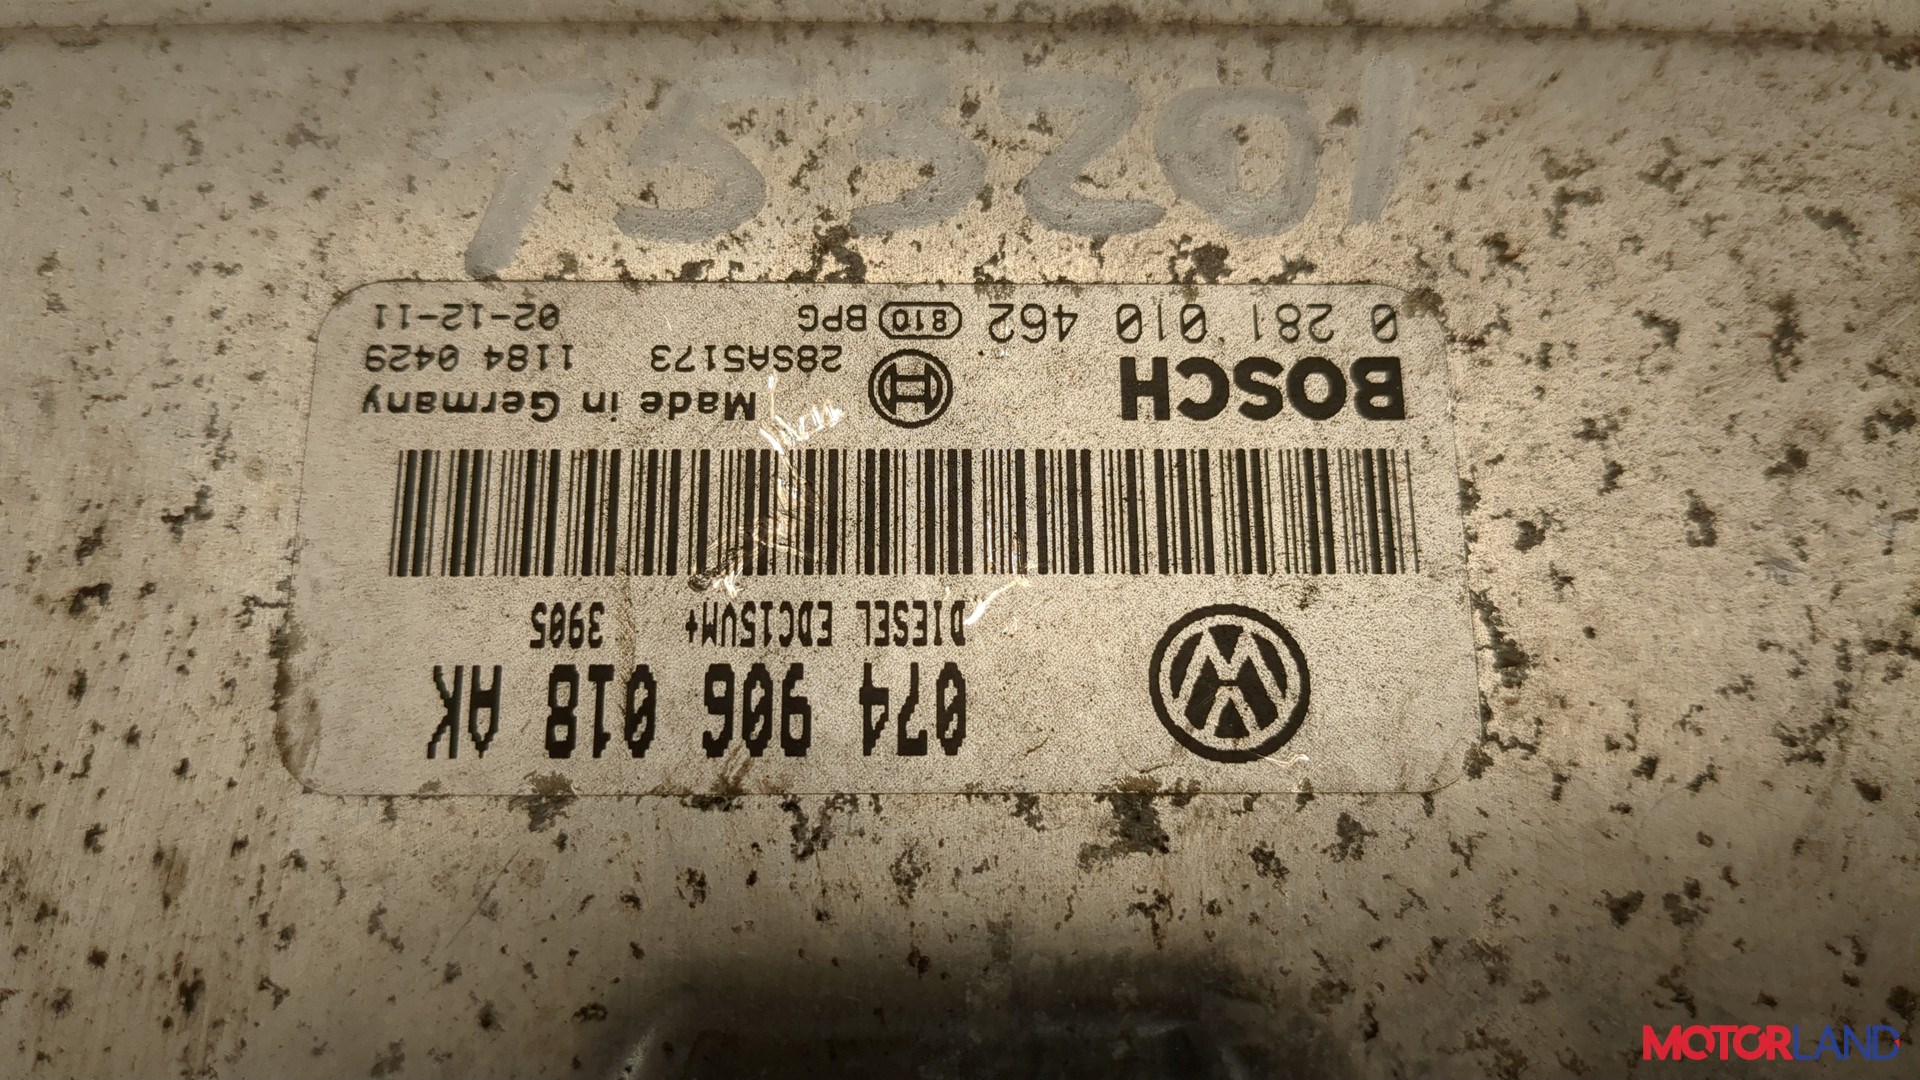 074 906 018 AK
DIESEL EDC15VM+ 3905
BOSCH Made in Germany
28SA5173 1184 0429
0 281 010 462 810 BPG 02-12-11
MOTORLAND